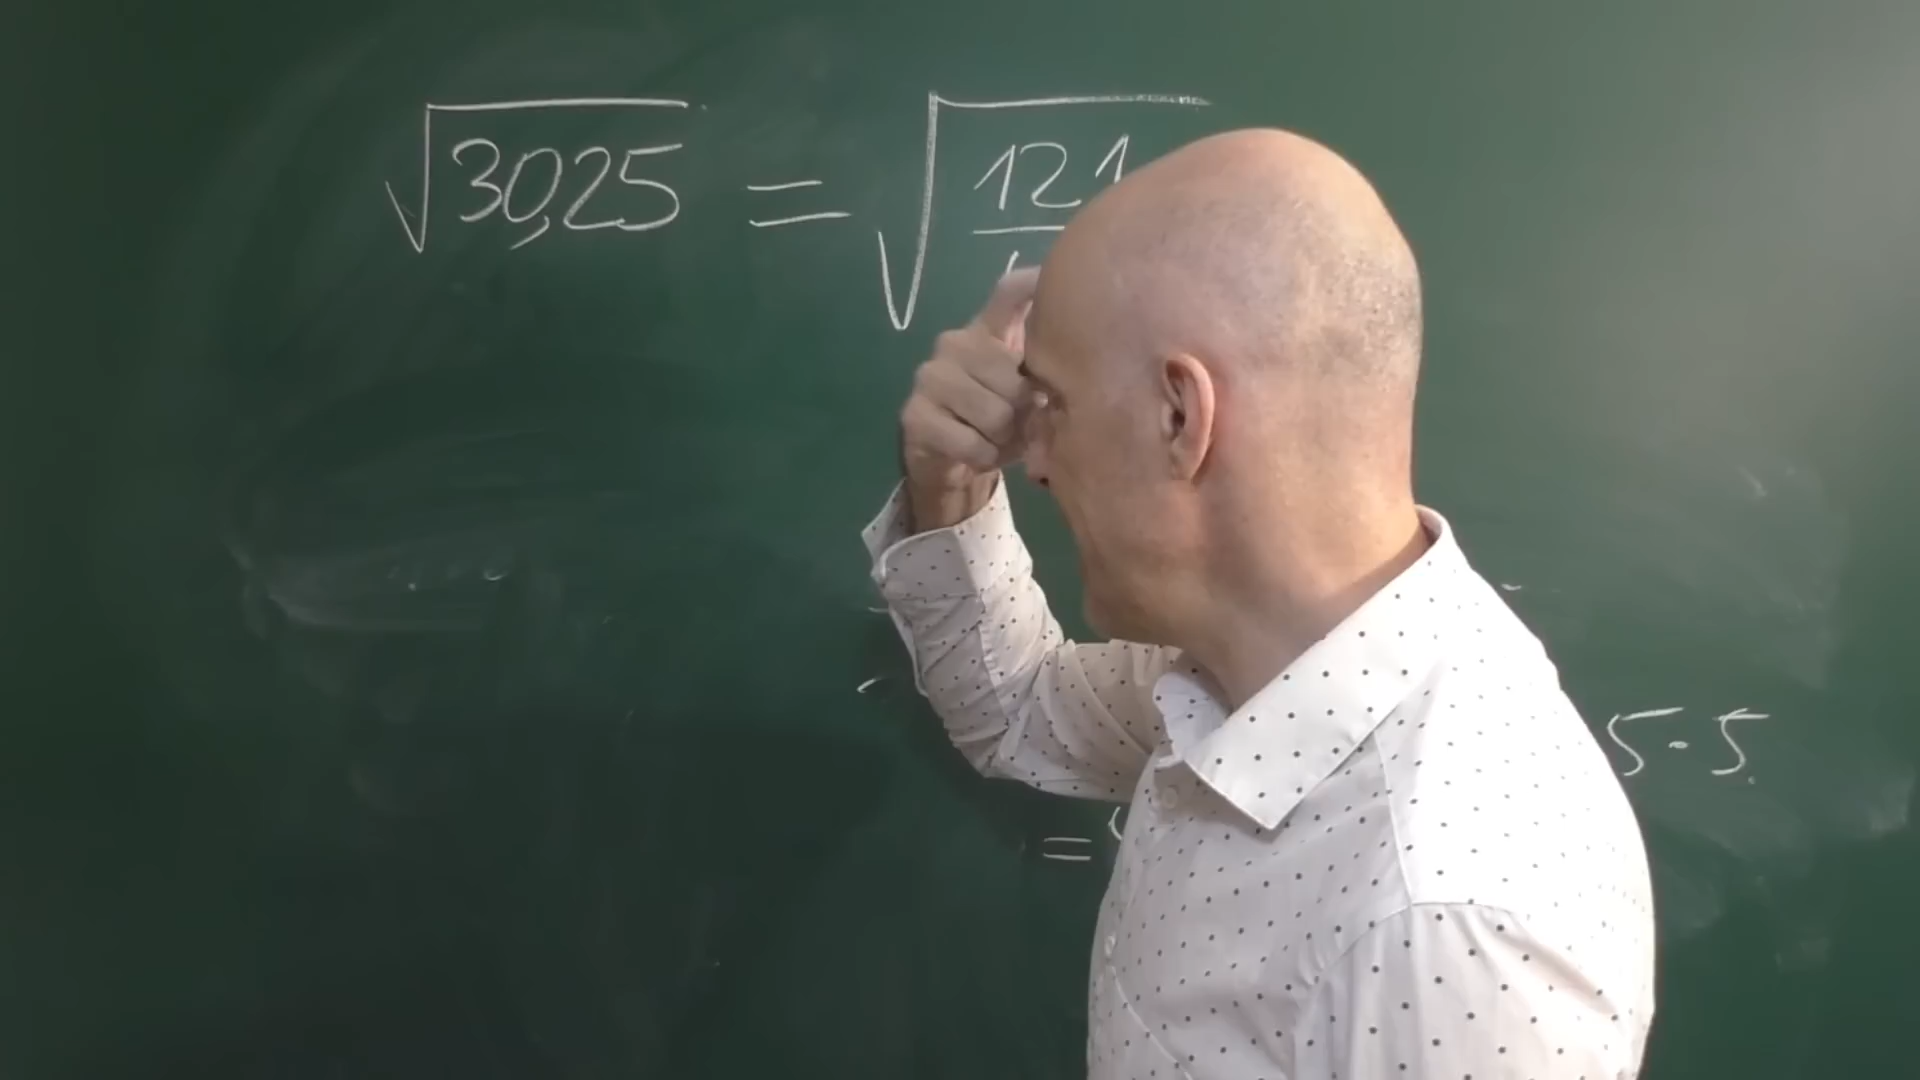 √30,25 = √121
5·5
=